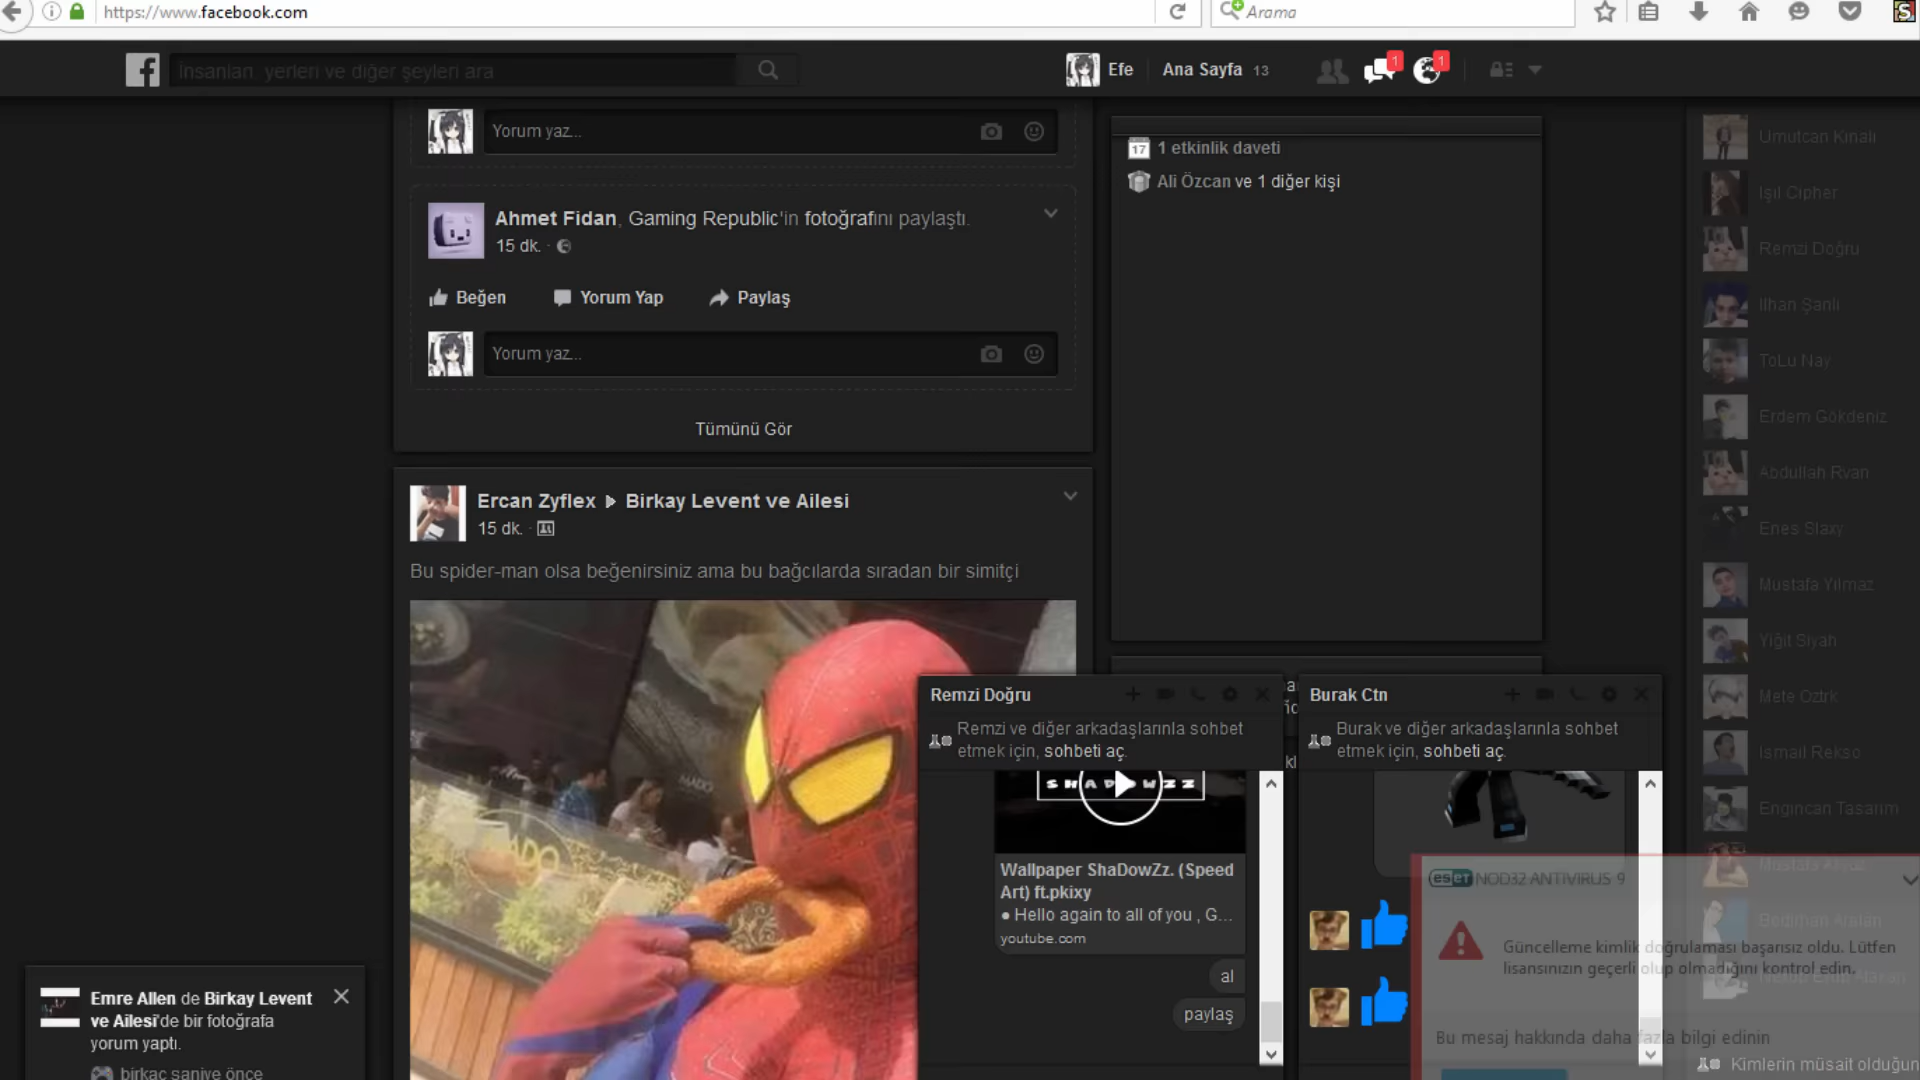 https://www.facebook.com
Arama
İnsanları, yerleri ve diğer şeyleri ara
Efe
Ana Sayfa 13
1
1
Yorum yaz...
17 1 etkinlik daveti
Ali Özcan ve 1 diğer kişi
Ahmet Fidan, Gaming Republic'in fotoğrafını paylaştı.
15 dk.
Beğen
Yorum Yap
Paylaş
Yorum yaz...
Tümünü Gör
Ercan Zyflex
Birkay Levent ve Ailesi
15 dk.
Bu spider-man olsa beğenirsiniz ama bu bağcılarda sıradan bir simitçi
MADO
Umutcan Kınalı
Işıl Cipher
Remzi Doğru
İlhan Şanlı
ToLu Nay
Erdem Gökdeniz
Abdullah Rvan
Enes Slaxy
Mustafa Yılmaz
Yiğit Siyah
Mete Oztrk
İsmail Rekso
Engincan Tasarım
Remzi Doğru
Remzi ve diğer arkadaşlarınla sohbet
etmek için, sohbeti aç.
SHADOWZZ
Wallpaper ShaDowZz. (Speed
Art) ft.pkixy
● Hello again to all of you , G...
youtube.com
al
paylaş
Burak Ctn
Burak ve diğer arkadaşlarınla sohbet
etmek için, sohbeti aç.
eset NOD32 ANTIVIRUS 9
Güncelleme kimlik doğrulaması başarısız oldu. Lütfen
lisansınızın geçerli olup olmadığını kontrol edin.
Bu mesaj hakkında daha fazla bilgi edinin
Kimlerin müsait olduğun
Emre Allen de Birkay Levent
ve Ailesi'de bir fotoğrafa
yorum yaptı.
birkaç saniye önce